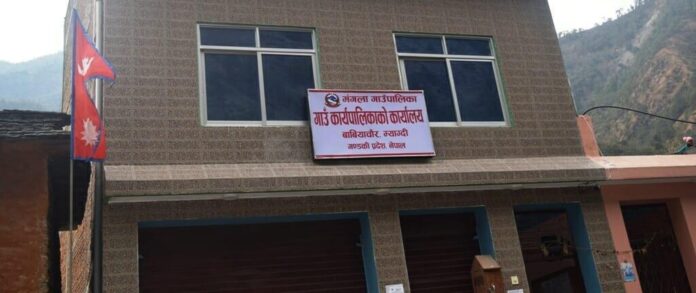 मंगला गाउँपालिका
गाउँ कार्यपालिकाको कार्यालय
बाबियाचौर, म्याग्दी
गण्डकी प्रदेश, नेपाल